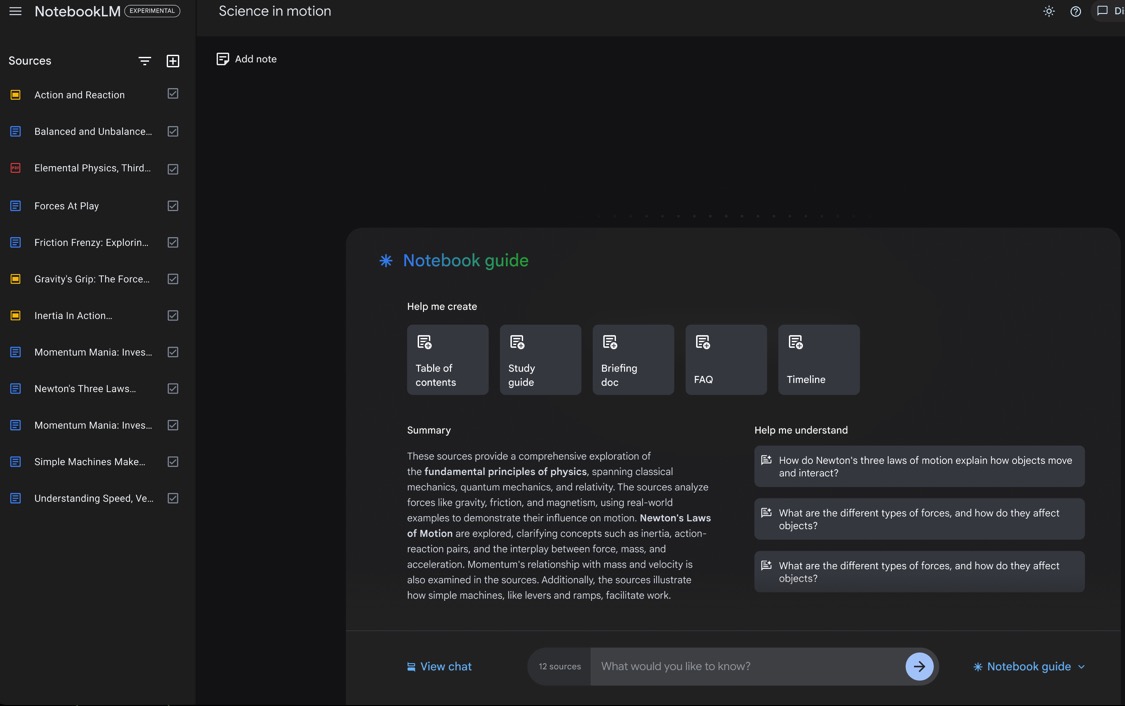 NotebookLM EXPERIMENTAL
Science in motion
Di
Sources
Add note
Action and Reaction
Balanced and Unbalance...
PDF
Elemental Physics, Third...
Forces At Play
Friction Frenzy: Explorin...
Gravity's Grip: The Force...
Inertia In Action...
Momentum Mania: Inves...
Newton's Three Laws...
Momentum Mania: Inves...
Simple Machines Make...
Understanding Speed, Ve...
Notebook guide
Help me create
Table of
contents
Study
guide
Briefing
doc
FAQ
Timeline
Summary
These sources provide a comprehensive exploration of
the fundamental principles of physics, spanning classical
mechanics, quantum mechanics, and relativity. The sources analyze
forces like gravity, friction, and magnetism, using real-world
examples to demonstrate their influence on motion. Newton's Laws
of Motion are explored, clarifying concepts such as inertia, action-
reaction pairs, and the interplay between force, mass, and
acceleration. Momentum's relationship with mass and velocity is
also examined in the sources. Additionally, the sources illustrate
how simple machines, like levers and ramps, facilitate work.
Help me understand
How do Newton's three laws of motion explain how objects move
and interact?
What are the different types of forces, and how do they affect
objects?
What are the different types of forces, and how do they affect
objects?
View chat
12 sources
What would you like to know?
Notebook guide